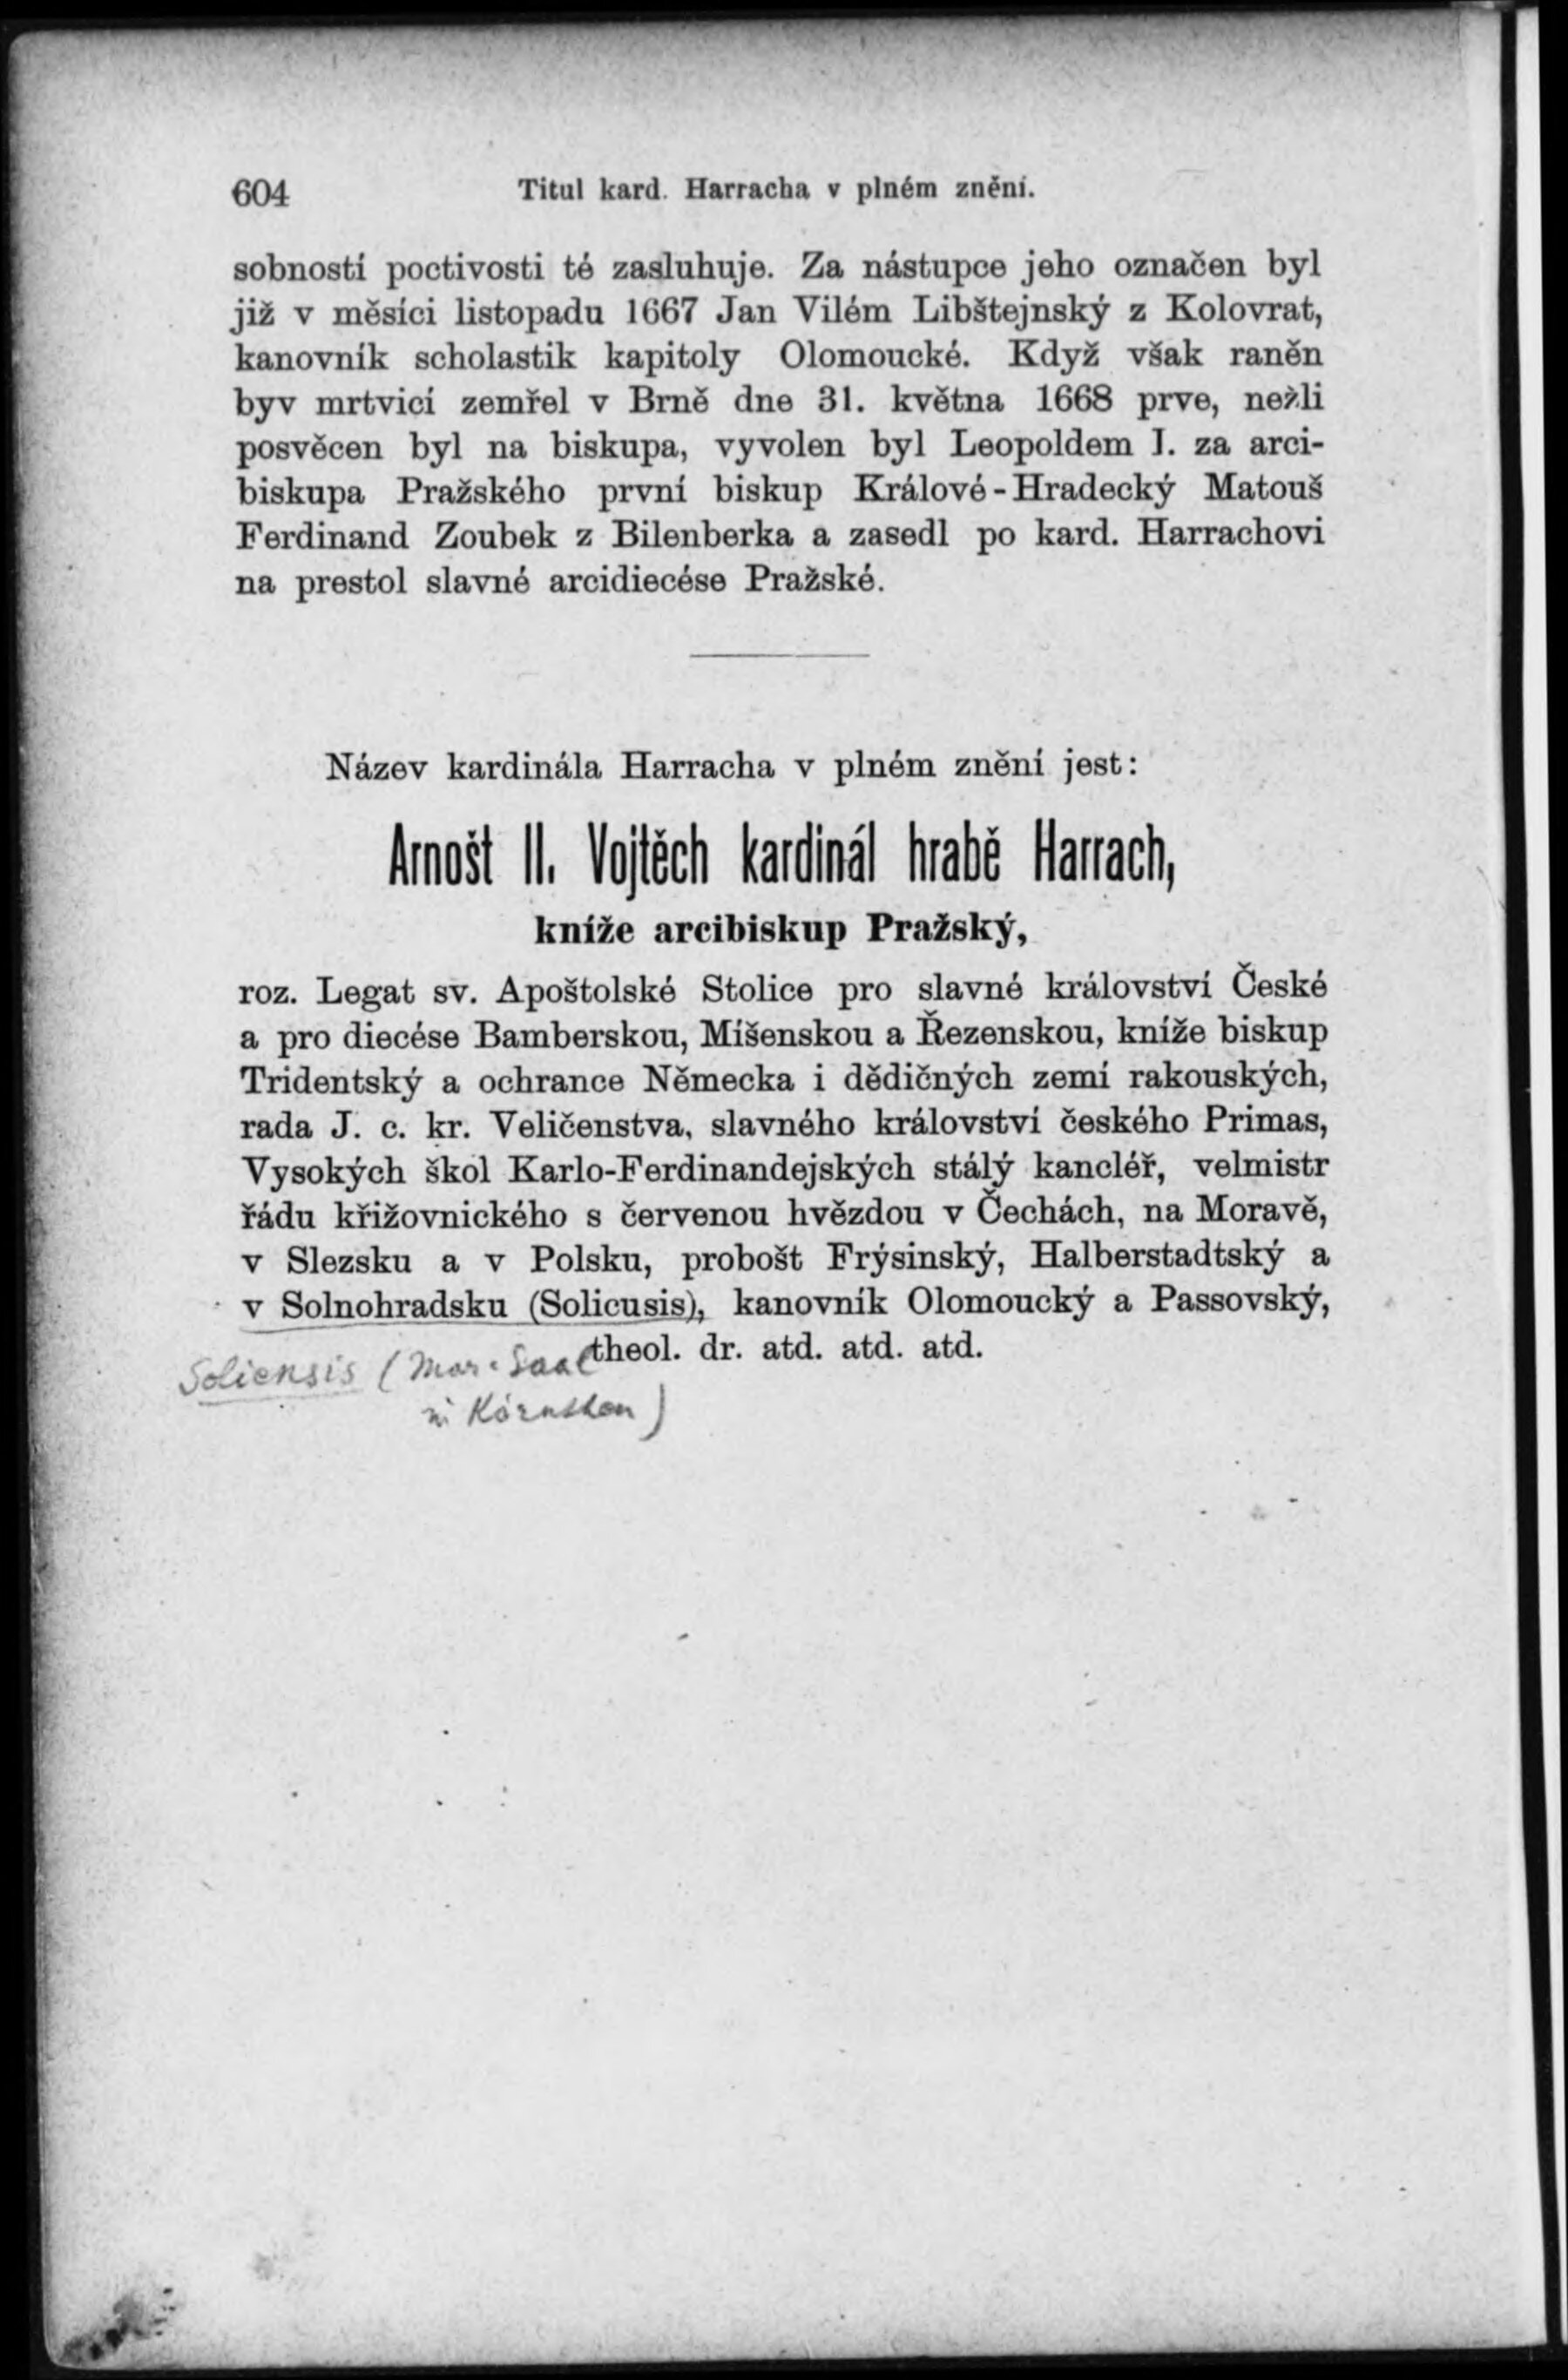 604
Titul kard. Harracha v plném znění.
sobností poctivosti té zasluhuje. Za nástupce jeho označen byl
již v měsíci listopadu 1667 Jan Vilém Libštejnský z Kolovrat,
kanovník scholastik kapitoly Olomoucké. Když však raněn
byv mrtvicí zemřel v Brně dne 31. května 1668 prve, nežli
posvěcen byl na biskupa, vyvolen byl Leopoldem I. za arci-
biskupa Pražského první biskup Králové-Hradecký Matouš
Ferdinand Zoubek z Bilenberka a zasedl po kard. Harrachovi
na prestol slavné arcidiecése Pražské.
Název kardinála Harracha v plném znění jest:
Arnošt II. Vojtěch kardinál hrabě Harrach,
kníže arcibiskup Pražský,
roz. Legat sv. Apoštolské Stolice pro slavné království České
a pro diecése Bamberskou, Míšenskou a Řezenskou, kníže biskup
Tridentský a ochrance Německa i dědičných zemí rakouských,
rada J. c. kr. Veličenstva, slavného království českého Primas,
Vysokých škol Karlo-Ferdinandejských stálý kancléř, velmistr
řádu křižovnického s červenou hvězdou v Čechách, na Moravě,
v Slezsku a v Polsku, probošt Frýsinský, Halberstadtský a
v Solnohradsku (Solicusis), kanovník Olomoucký a Passovský,
theol. dr. atd. atd. atd.
Soliensis (Mar. Saal